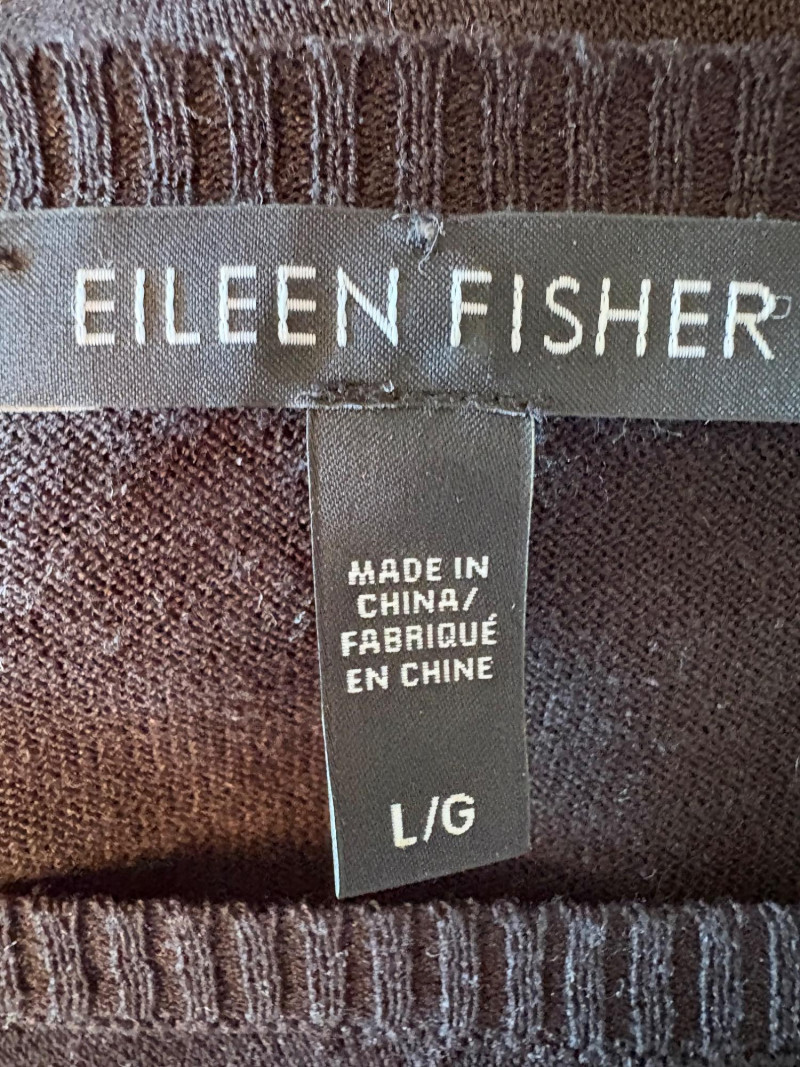 EILEEN FISHER
MADE IN
CHINA/
FABRIQUÉ
EN CHINE
L/G